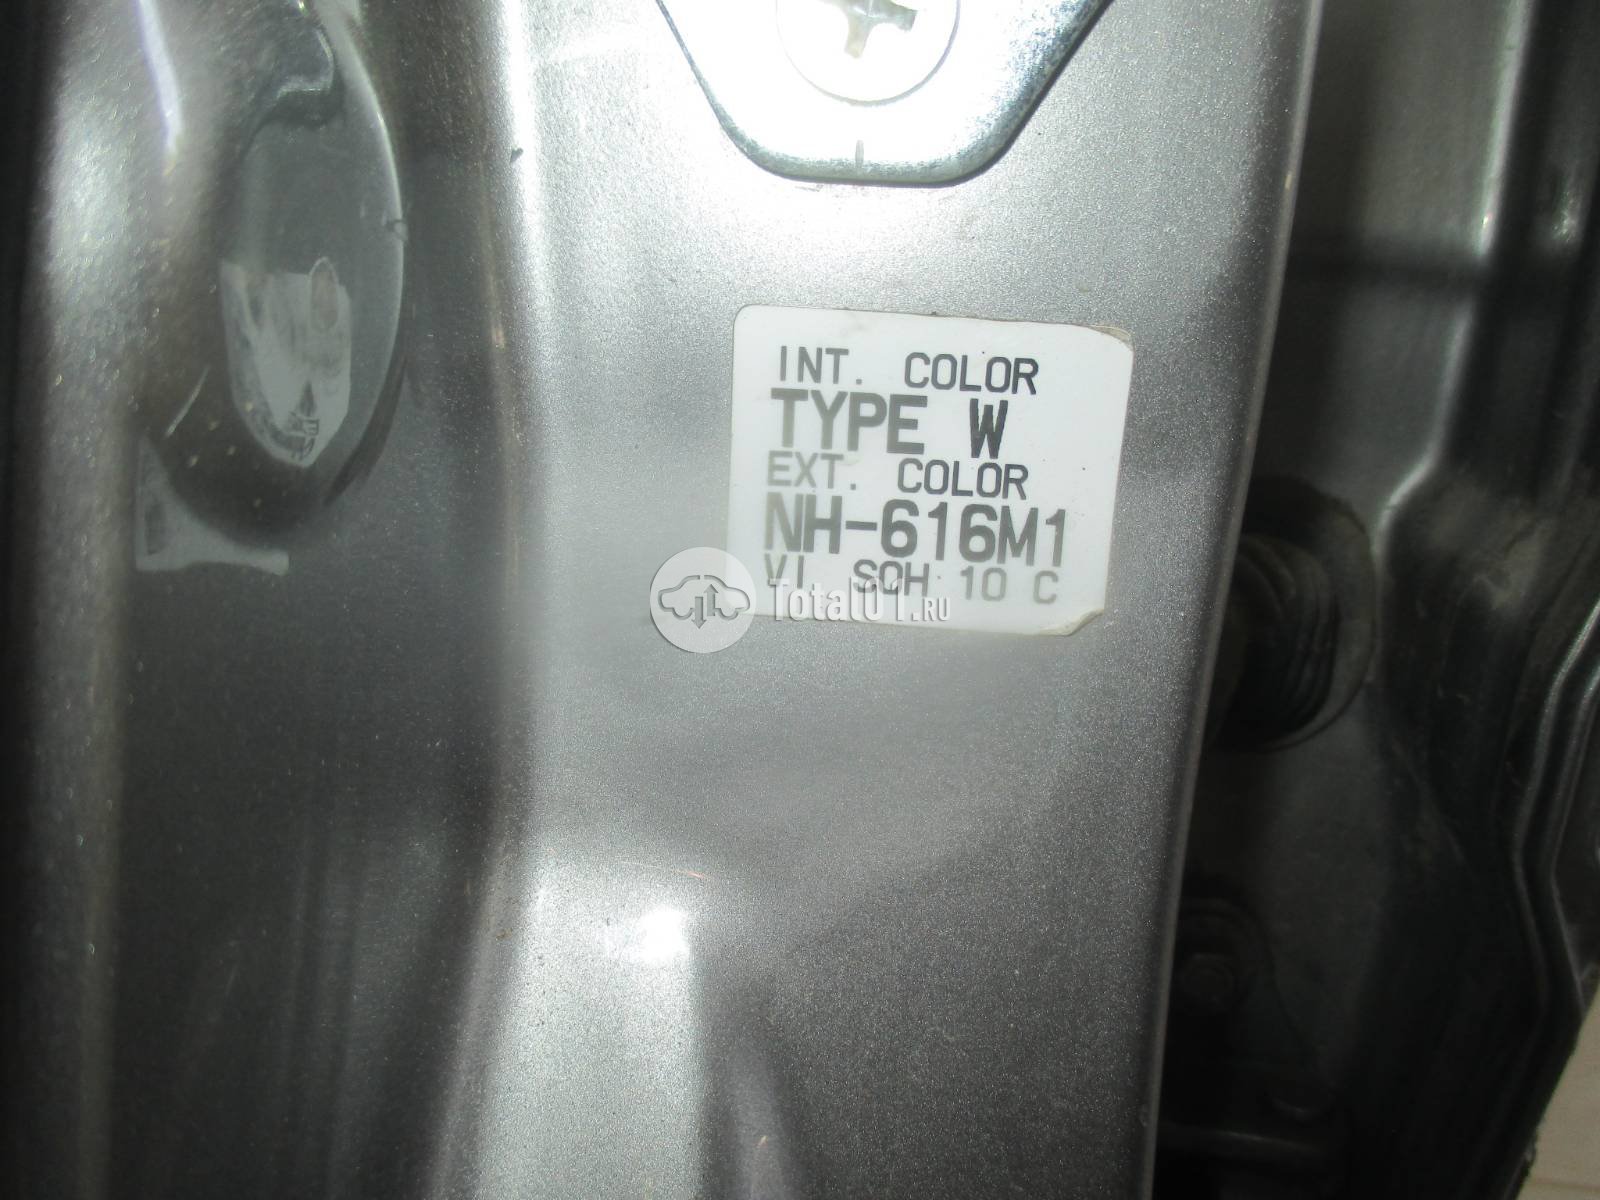 INT. COLOR
TYPE W
EXT. COLOR
NH-616M1
VI SOH 10 C
Total01.RU